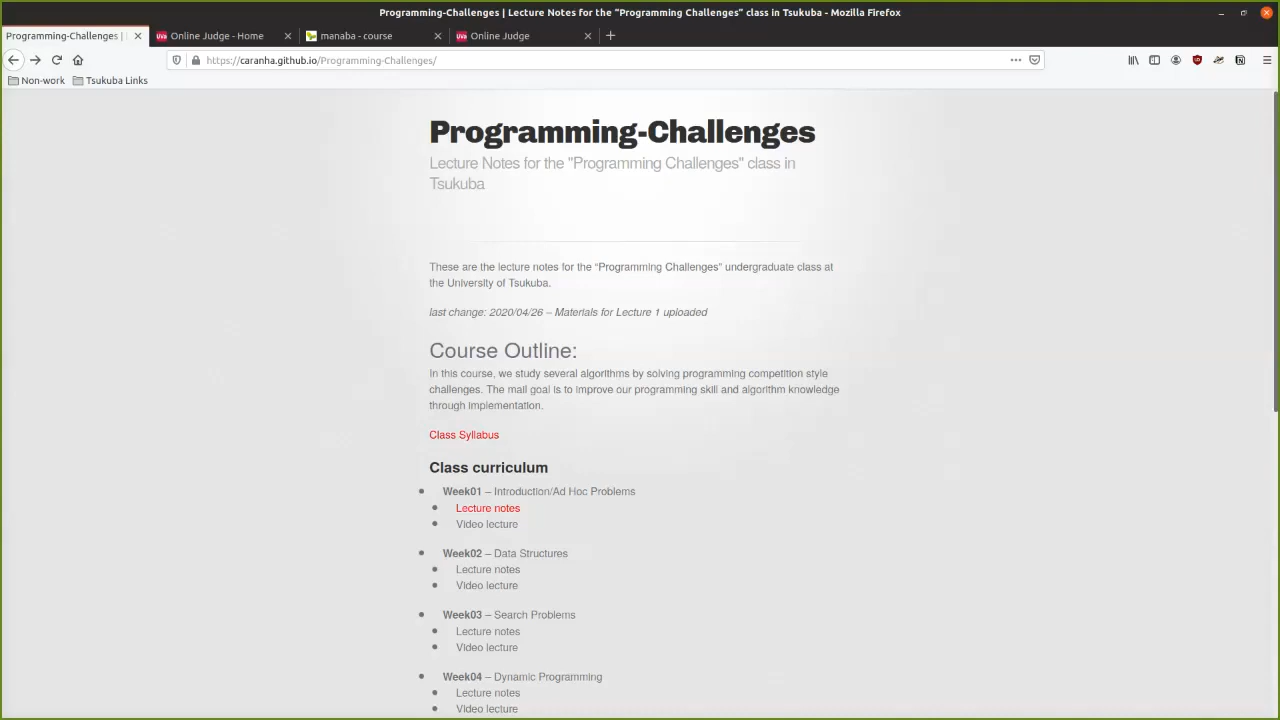 Programming-Challenges | Lecture Notes for the "Programming Challenges" class in Tsukuba - Mozilla Firefox
Programming-Challenges |
Online Judge - Home
manaba - course
Online Judge
https://caranha.github.io/Programming-Challenges/
Non-work
Tsukuba Links
Programming-Challenges
Lecture Notes for the "Programming Challenges" class in
Tsukuba
These are the lecture notes for the “Programming Challenges” undergraduate class at
the University of Tsukuba.
last change: 2020/04/26 – Materials for Lecture 1 uploaded
Course Outline:
In this course, we study several algorithms by solving programming competition style
challenges. The mail goal is to improve our programming skill and algorithm knowledge
through implementation.
Class Syllabus
Class curriculum
Week01 – Introduction/Ad Hoc Problems
Lecture notes
Video lecture
Week02 – Data Structures
Lecture notes
Video lecture
Week03 – Search Problems
Lecture notes
Video lecture
Week04 – Dynamic Programming
Lecture notes
Video lecture